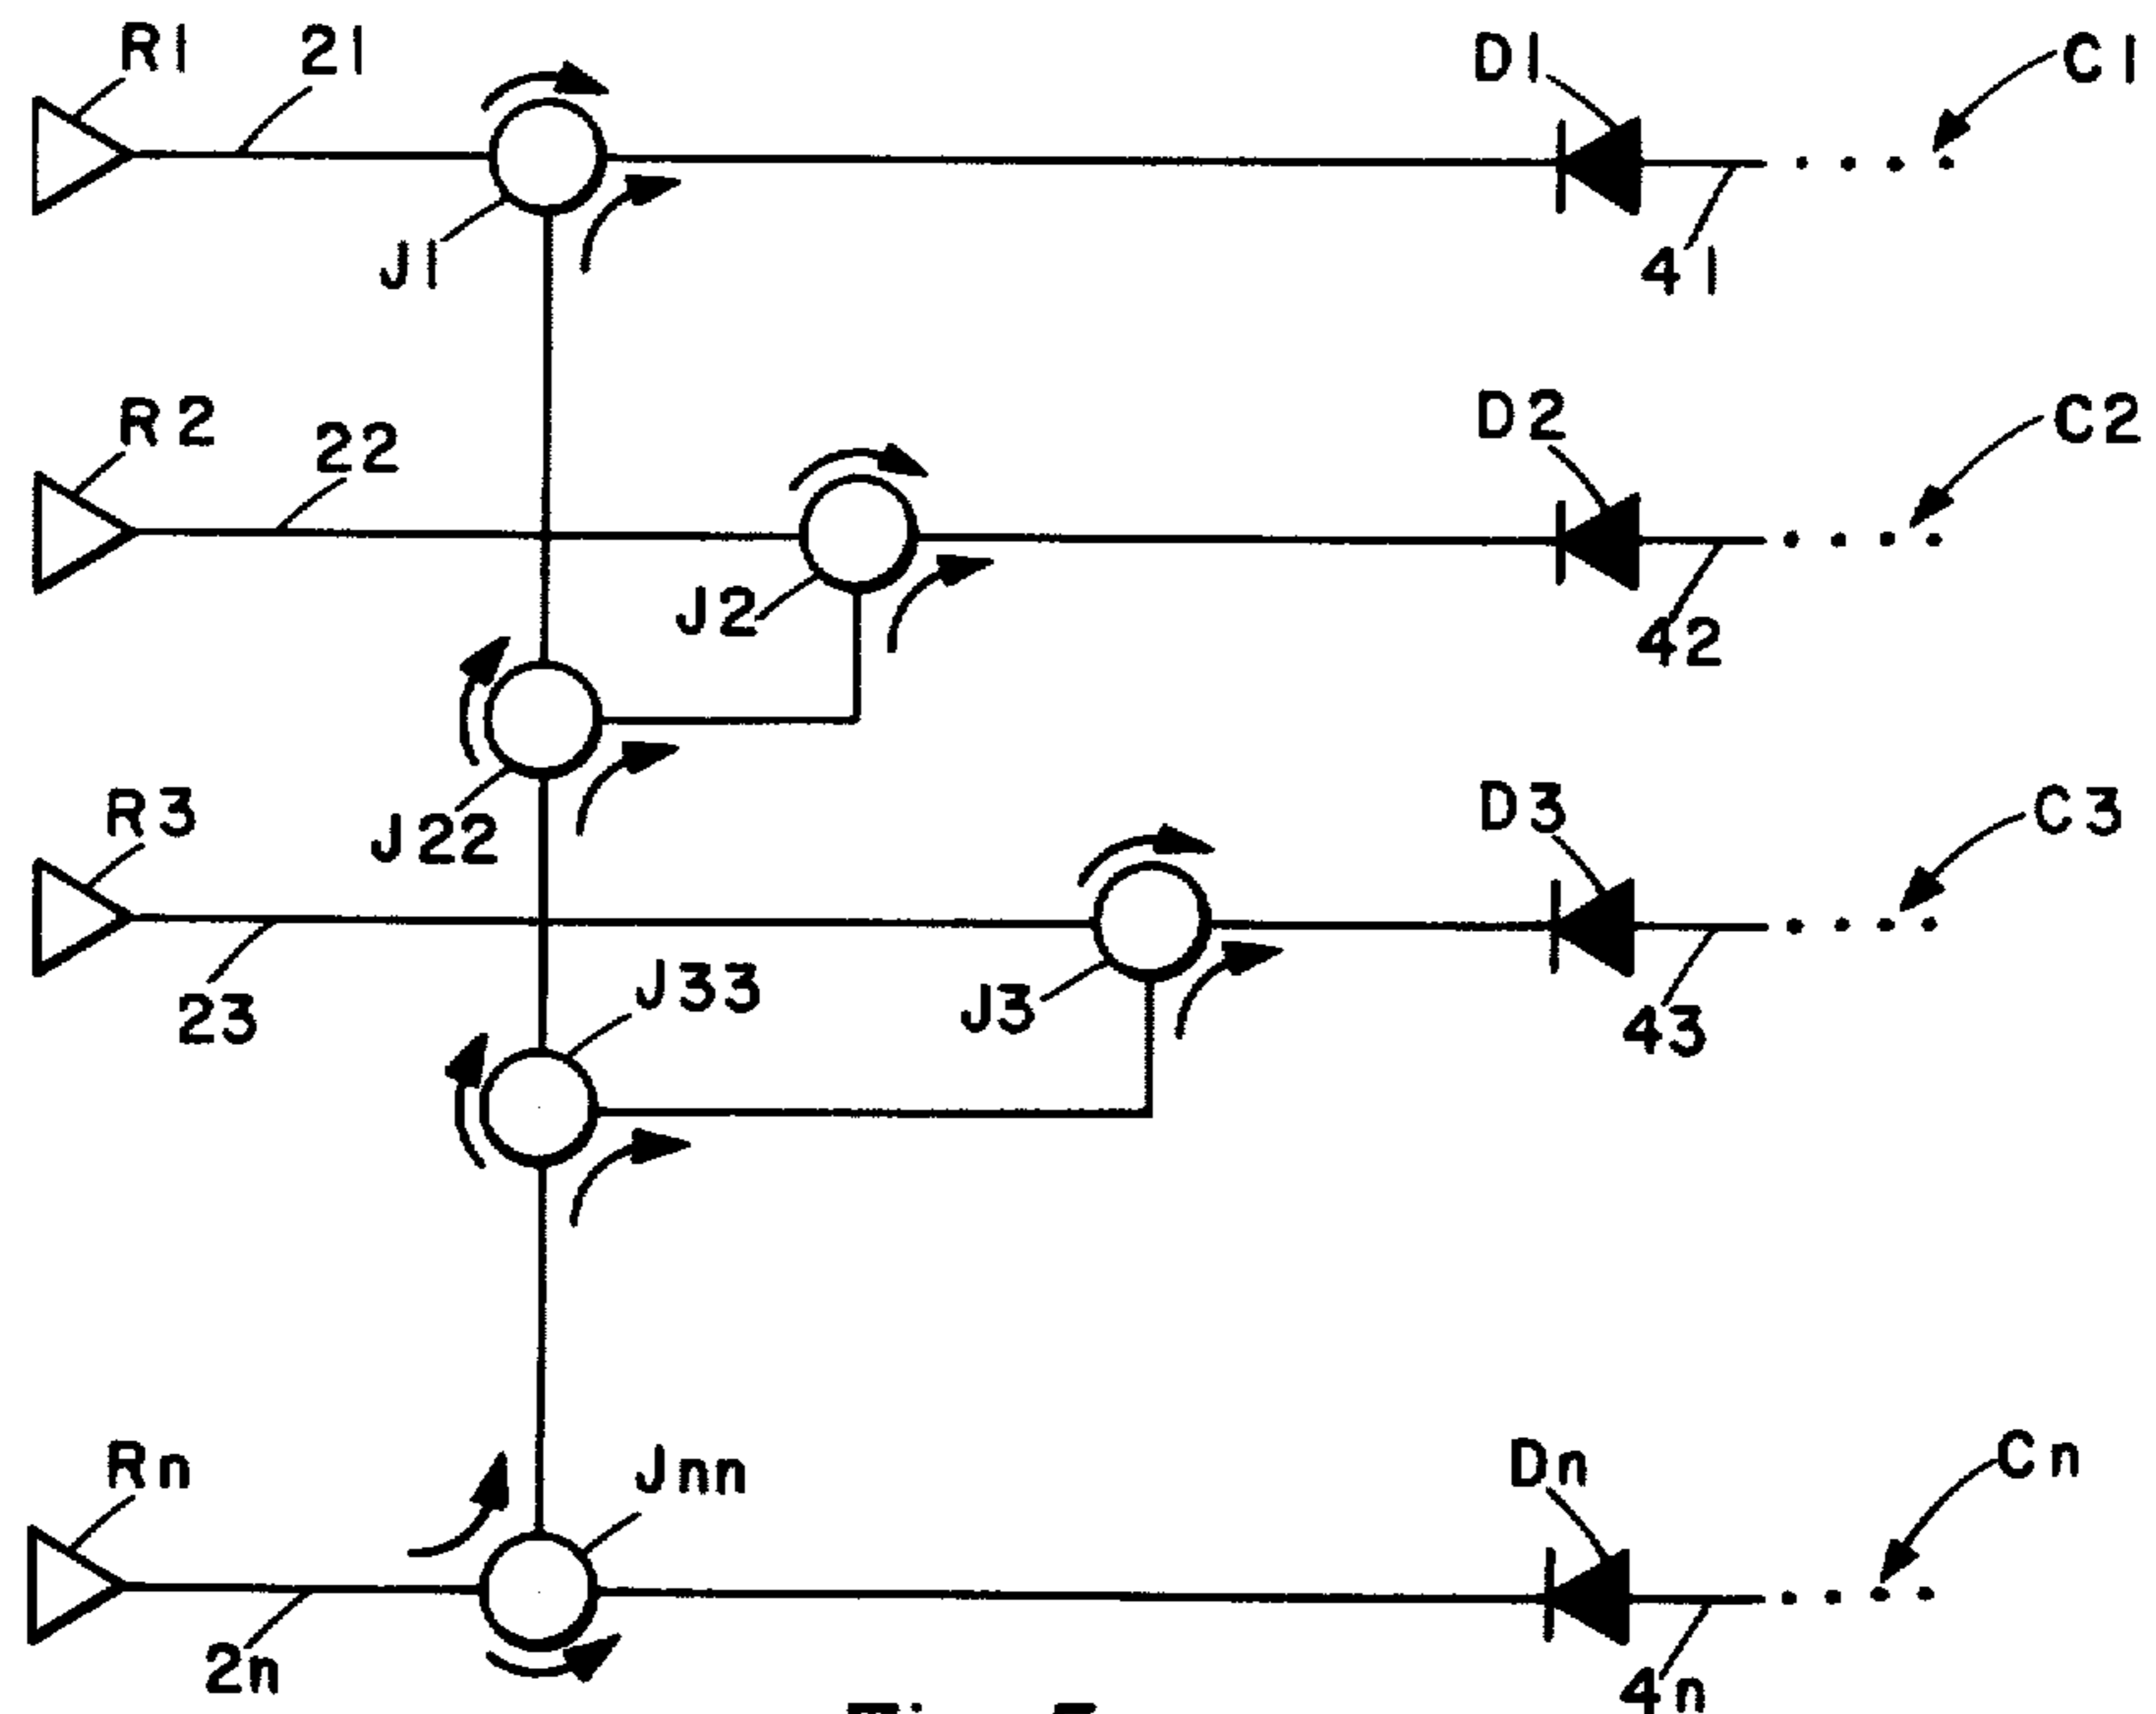 R1 21 D1 C1
J1 41
R2 22 D2 C2
J2 42
J22
R3 D3 C3
23 J33 J3 43
Rn Jnn Dn Cn
2n 4n